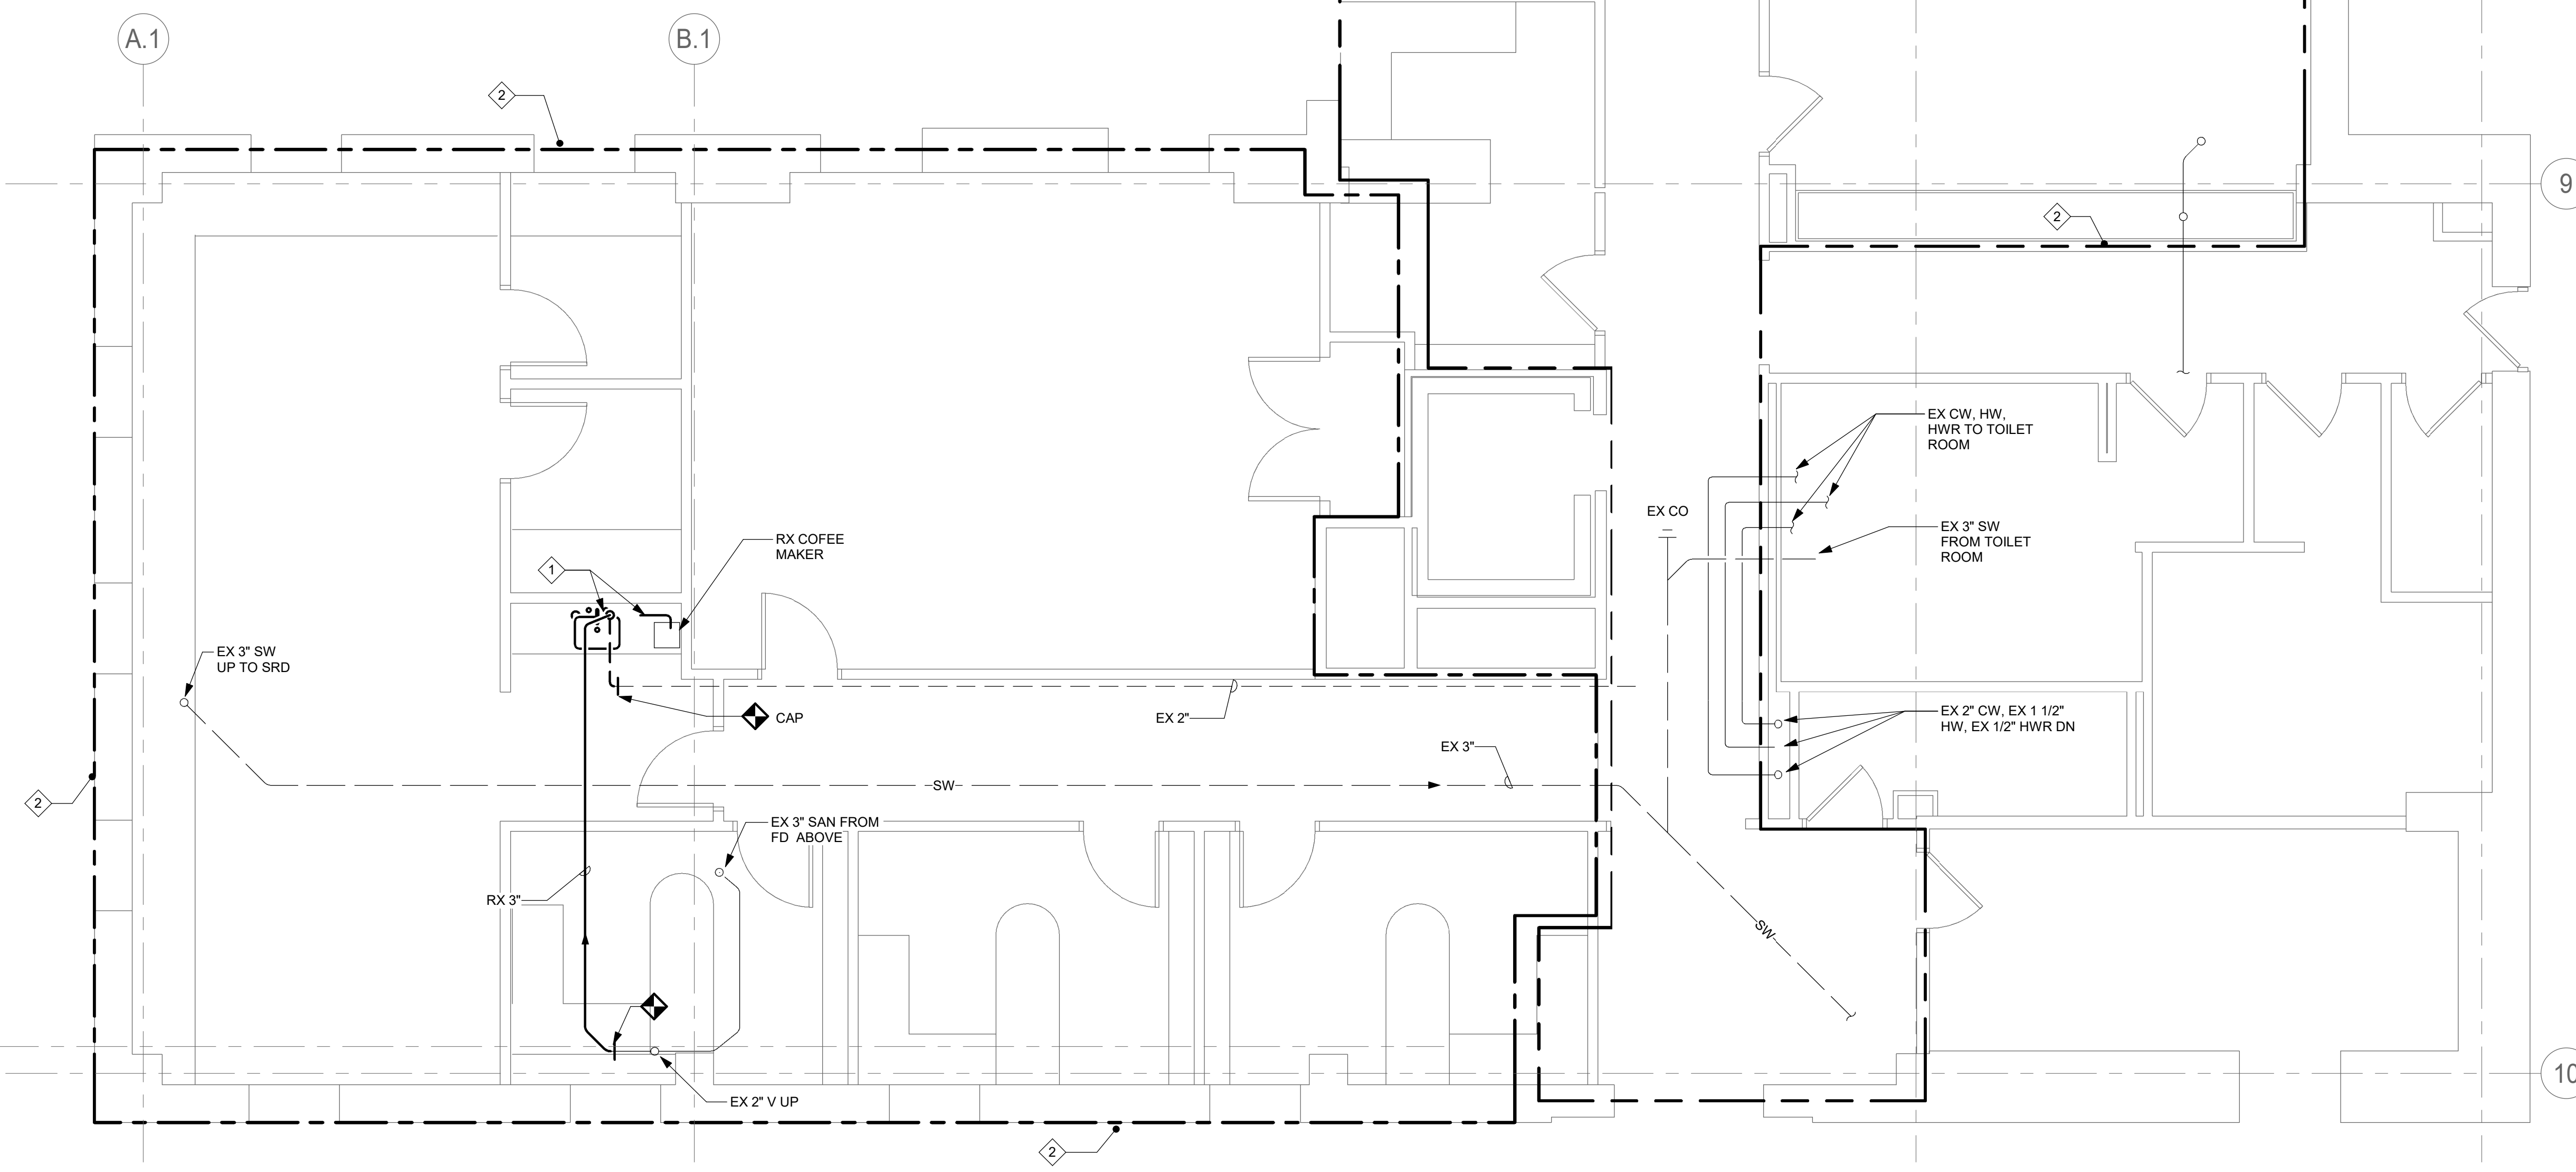 A.1
B.1
2
9
2
EX CW, HW,
HWR TO TOILET
ROOM
EX CO
EX 3" SW
FROM TOILET
ROOM
RX COFEE
MAKER
1
EX 3" SW
UP TO SRD
CAP
EX 2"
EX 2" CW, EX 1 1/2"
HW, EX 1/2" HWR DN
EX 3"
SW
2
EX 3" SAN FROM
FD ABOVE
RX 3"
SW
10
EX 2" V UP
2